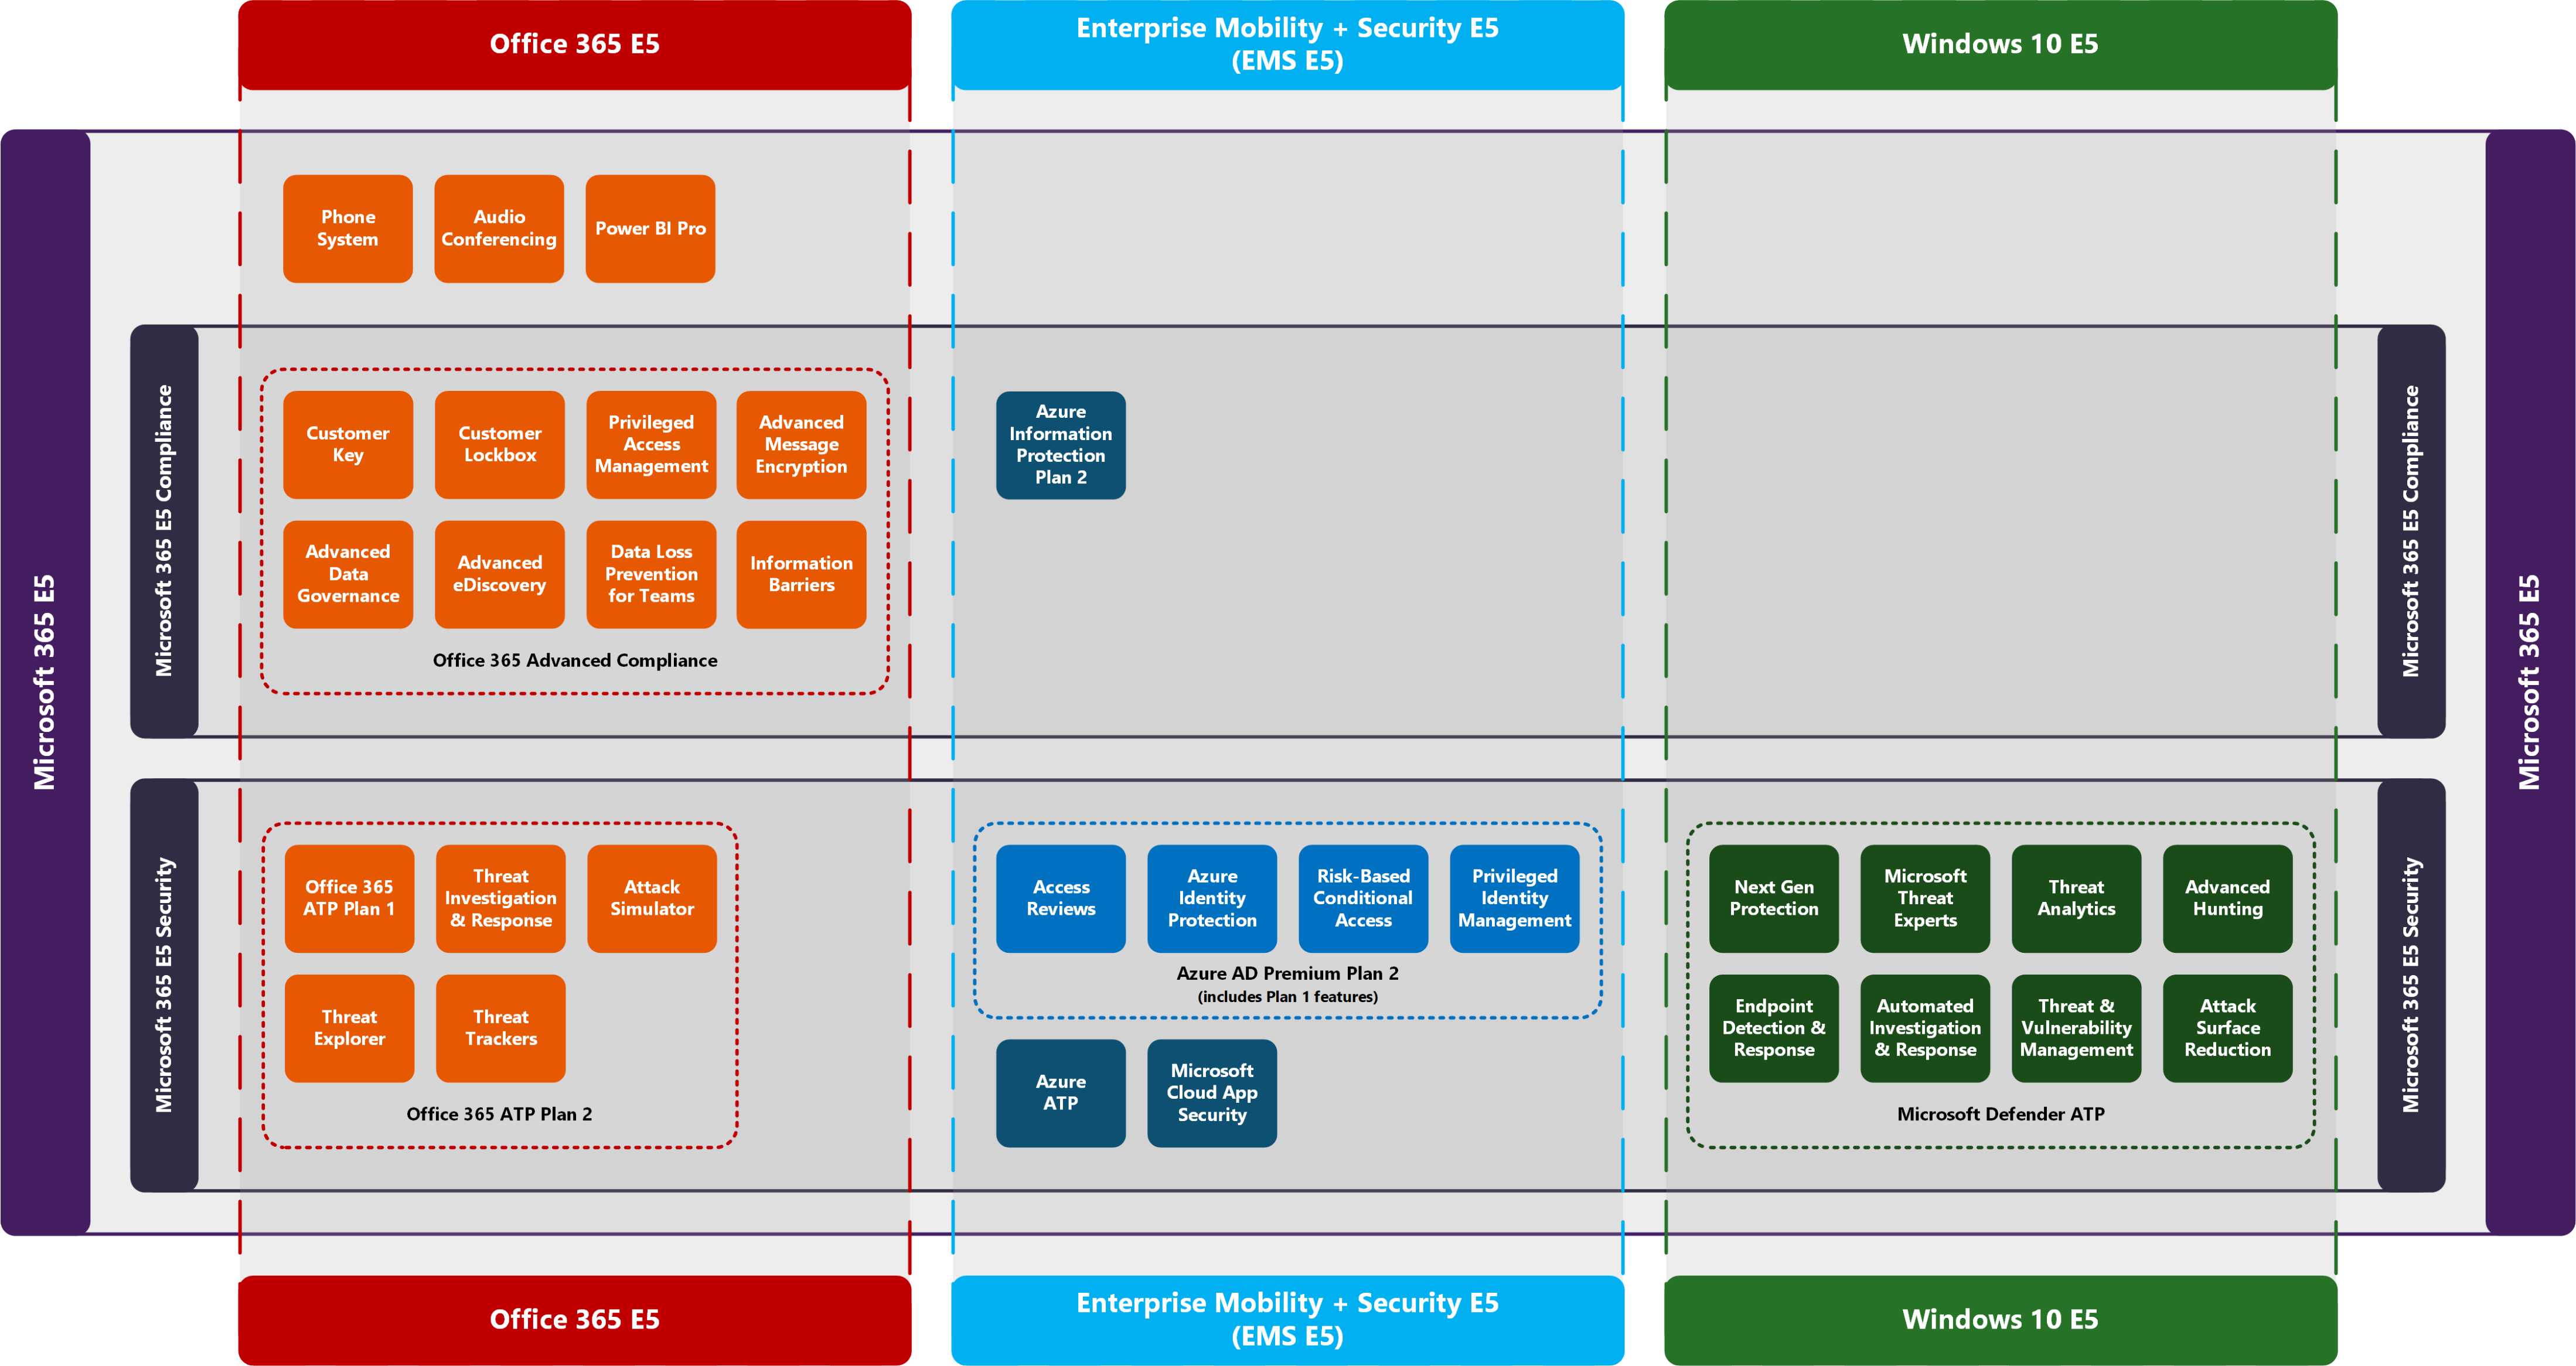 Office 365 E5
Enterprise Mobility + Security E5
(EMS E5)
Windows 10 E5
Microsoft 365 E5
Microsoft 365 E5
Phone
System
Audio
Conferencing
Power BI Pro
Microsoft 365 E5 Compliance
Microsoft 365 E5 Compliance
Customer
Key
Customer
Lockbox
Privileged
Access
Management
Advanced
Message
Encryption
Advanced
Data
Governance
Advanced
eDiscovery
Data Loss
Prevention
for Teams
Information
Barriers
Office 365 Advanced Compliance
Azure
Information
Protection
Plan 2
Microsoft 365 E5 Security
Microsoft 365 E5 Security
Office 365
ATP Plan 1
Threat
Investigation
& Response
Attack
Simulator
Threat
Explorer
Threat
Trackers
Office 365 ATP Plan 2
Access
Reviews
Azure
Identity
Protection
Risk-Based
Conditional
Access
Privileged
Identity
Management
Azure AD Premium Plan 2
(includes Plan 1 features)
Azure
ATP
Microsoft
Cloud App
Security
Next Gen
Protection
Microsoft
Threat
Experts
Threat
Analytics
Advanced
Hunting
Endpoint
Detection &
Response
Automated
Investigation
& Response
Threat &
Vulnerability
Management
Attack
Surface
Reduction
Microsoft Defender ATP
Office 365 E5
Enterprise Mobility + Security E5
(EMS E5)
Windows 10 E5